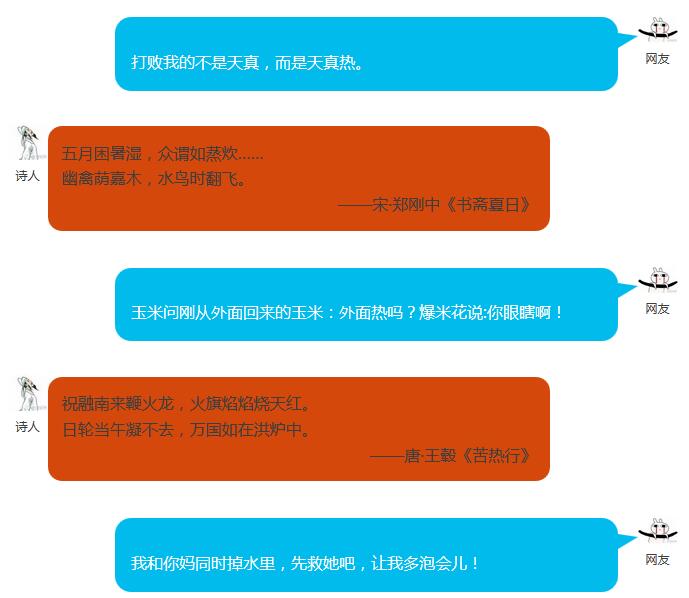 打败我的不是天真，而是天真热。
网友
诗人
五月困暑湿，众谓如蒸炊……
幽禽荫嘉木，水鸟时翻飞。
——宋·郑刚中《书斋夏日》
玉米问刚从外面回来的玉米：外面热吗？爆米花说:你眼瞎啊！
网友
诗人
祝融南来鞭火龙，火旗焰焰烧天红。
日轮当午凝不去，万国如在洪炉中。
——唐·王毂《苦热行》
我和你妈同时掉水里，先救她吧，让我多泡会儿！
网友